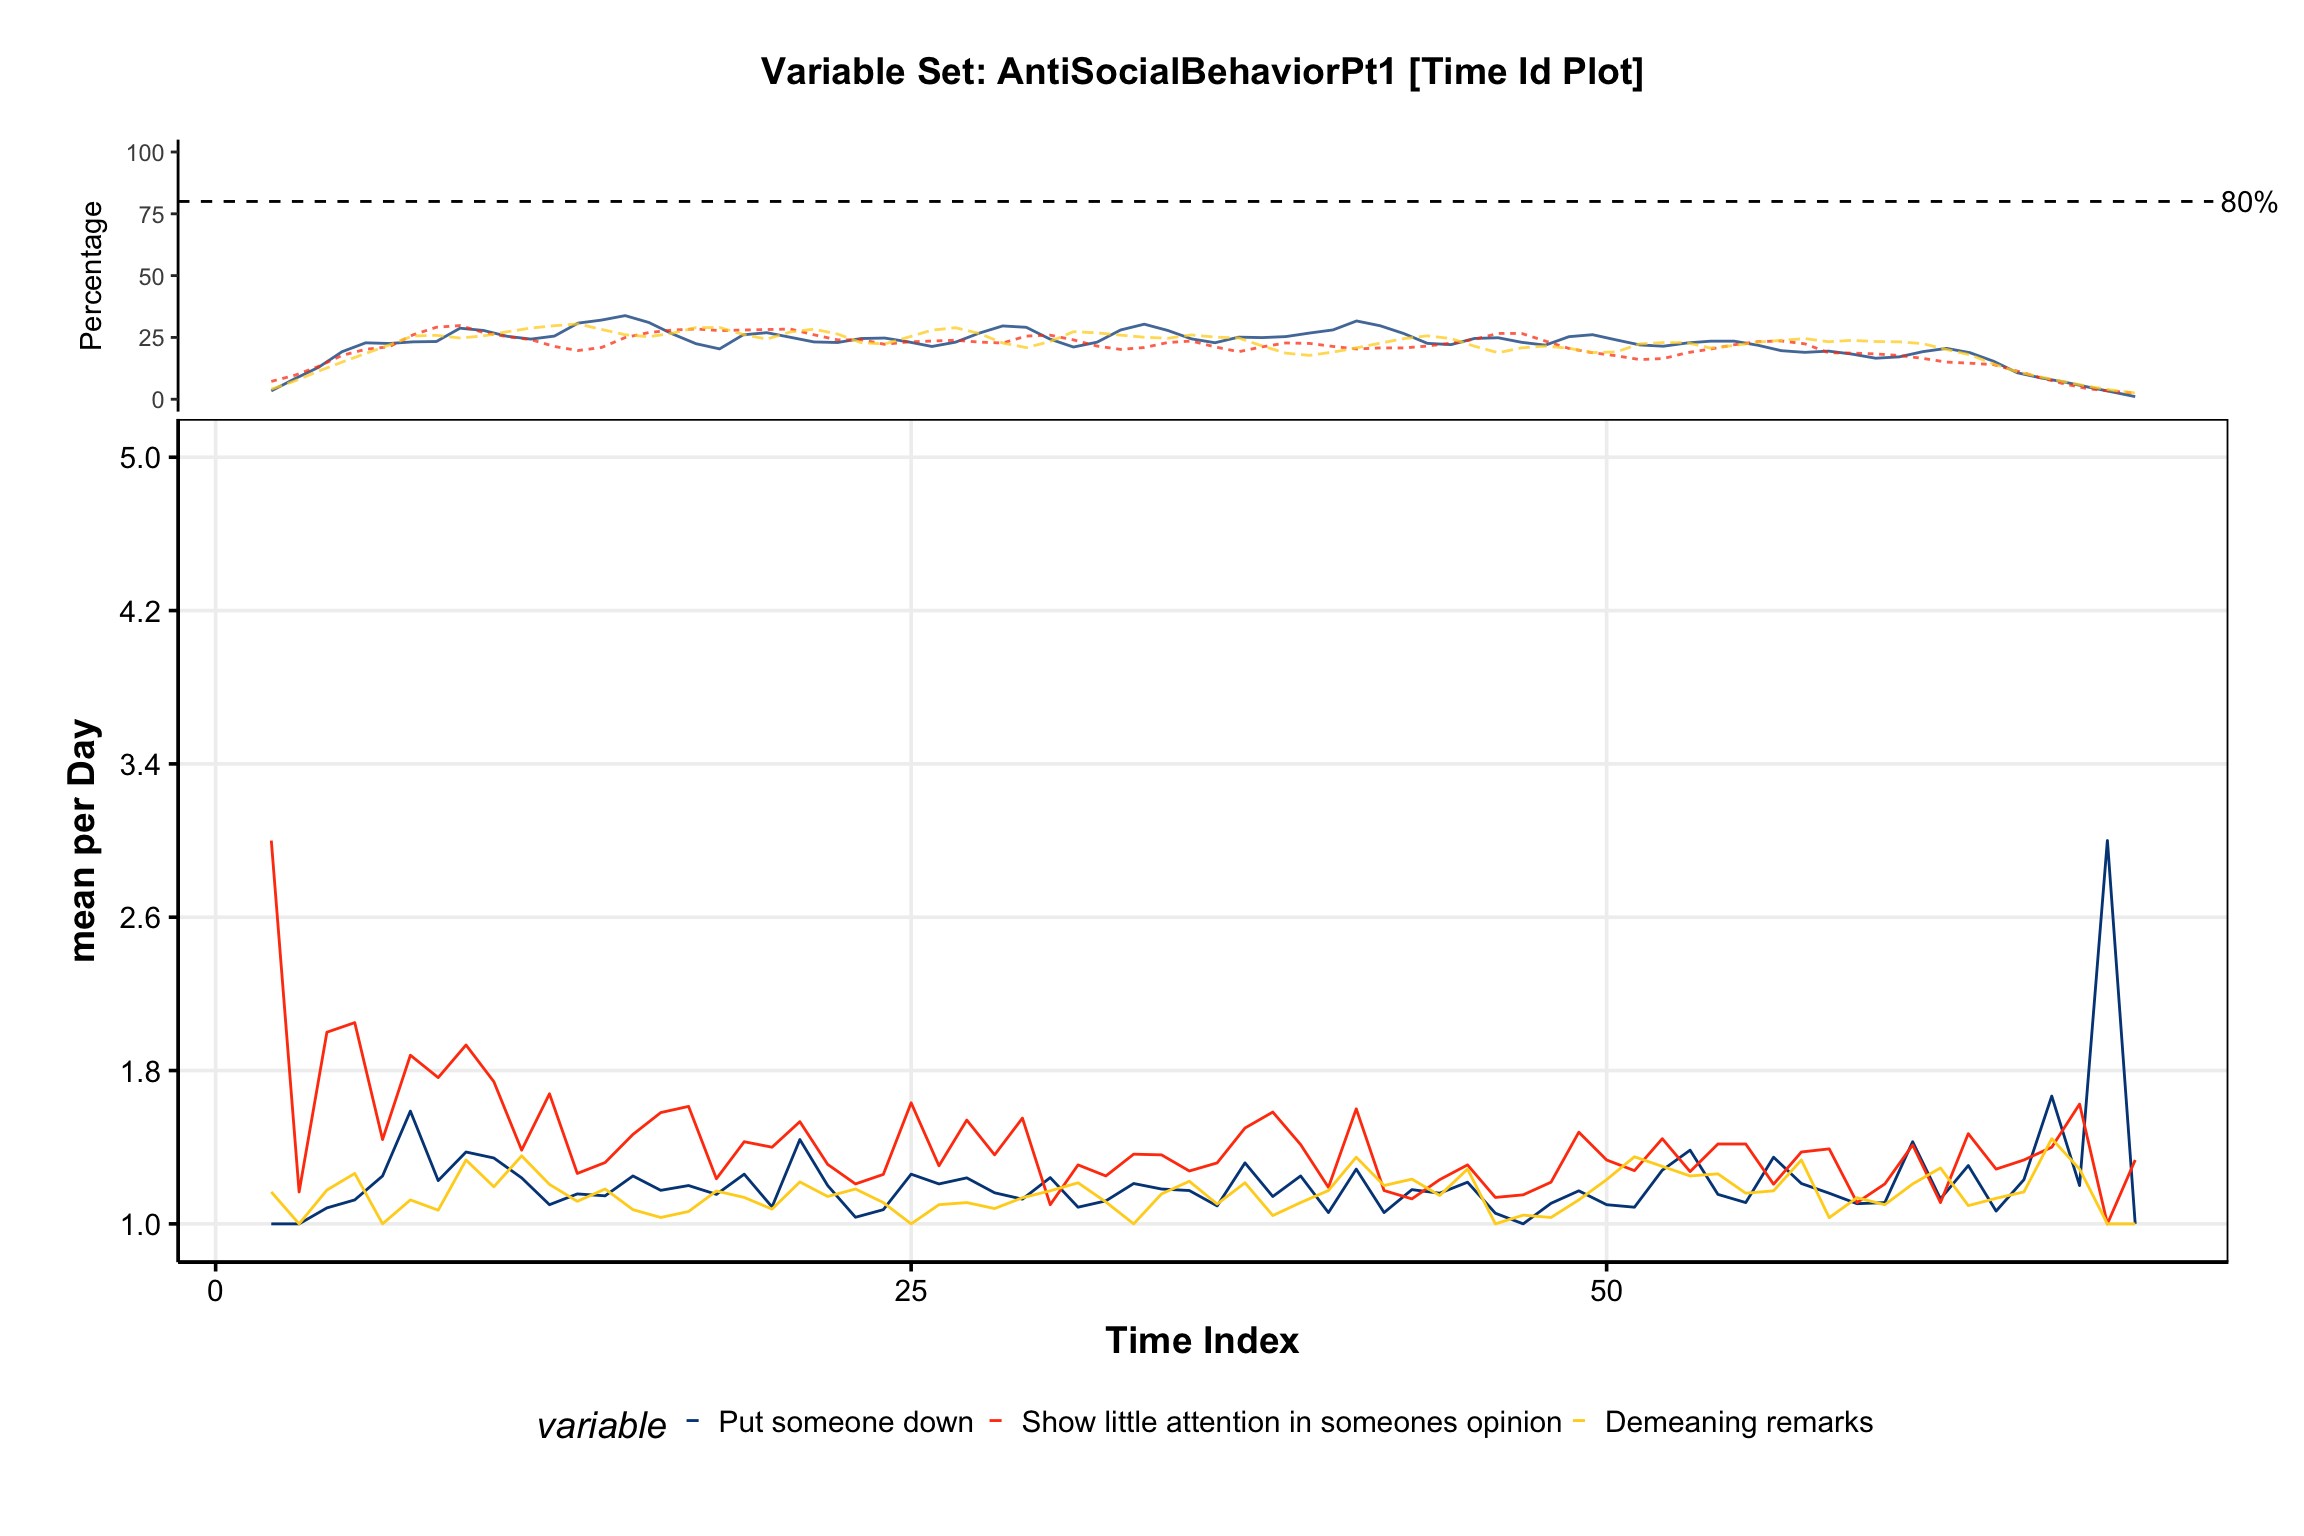 Variable Set: AntiSocialBehaviorPt1 [Time Id Plot]
Percentage
100
75
50
25
0
80%
mean per Day
5.0
4.2
3.4
2.6
1.8
1.0
0 25 50
Time Index
variable Put someone down Show little attention in someones opinion Demeaning remarks